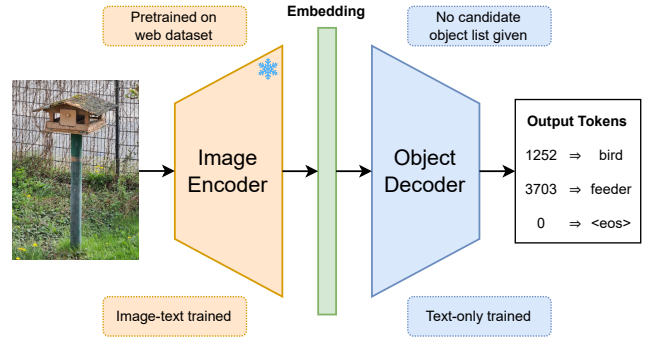 Pretrained on
web dataset
Embedding
No candidate
object list given
Image
Encoder
Object
Decoder
Output Tokens
1252 ⇒ bird
3703 ⇒ feeder
0 ⇒ <eos>
Image-text trained
Text-only trained